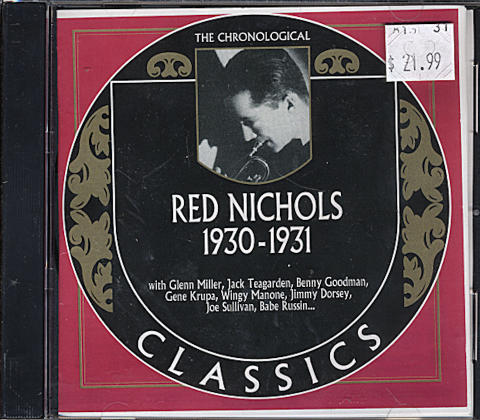 THE CHRONOLOGICAL
$ 21.99
RED NICHOLS
1930-1931
with Glenn Miller, Jack Teagarden, Benny Goodman,
Gene Krupa, Wingy Manone, Jimmy Dorsey,
Joe Sullivan, Babe Russin...
CLASSICS